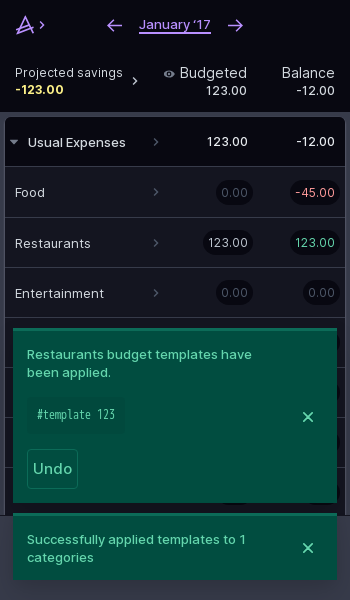 January ‘17
Projected savings
-123.00
Budgeted
123.00
Balance
-12.00
Usual Expenses 123.00 -12.00
Food 0.00 -45.00
Restaurants 123.00 123.00
Entertainment 0.00 0.00
Restaurants budget templates have
been applied.
#template 123
Undo
Successfully applied templates to 1
categories